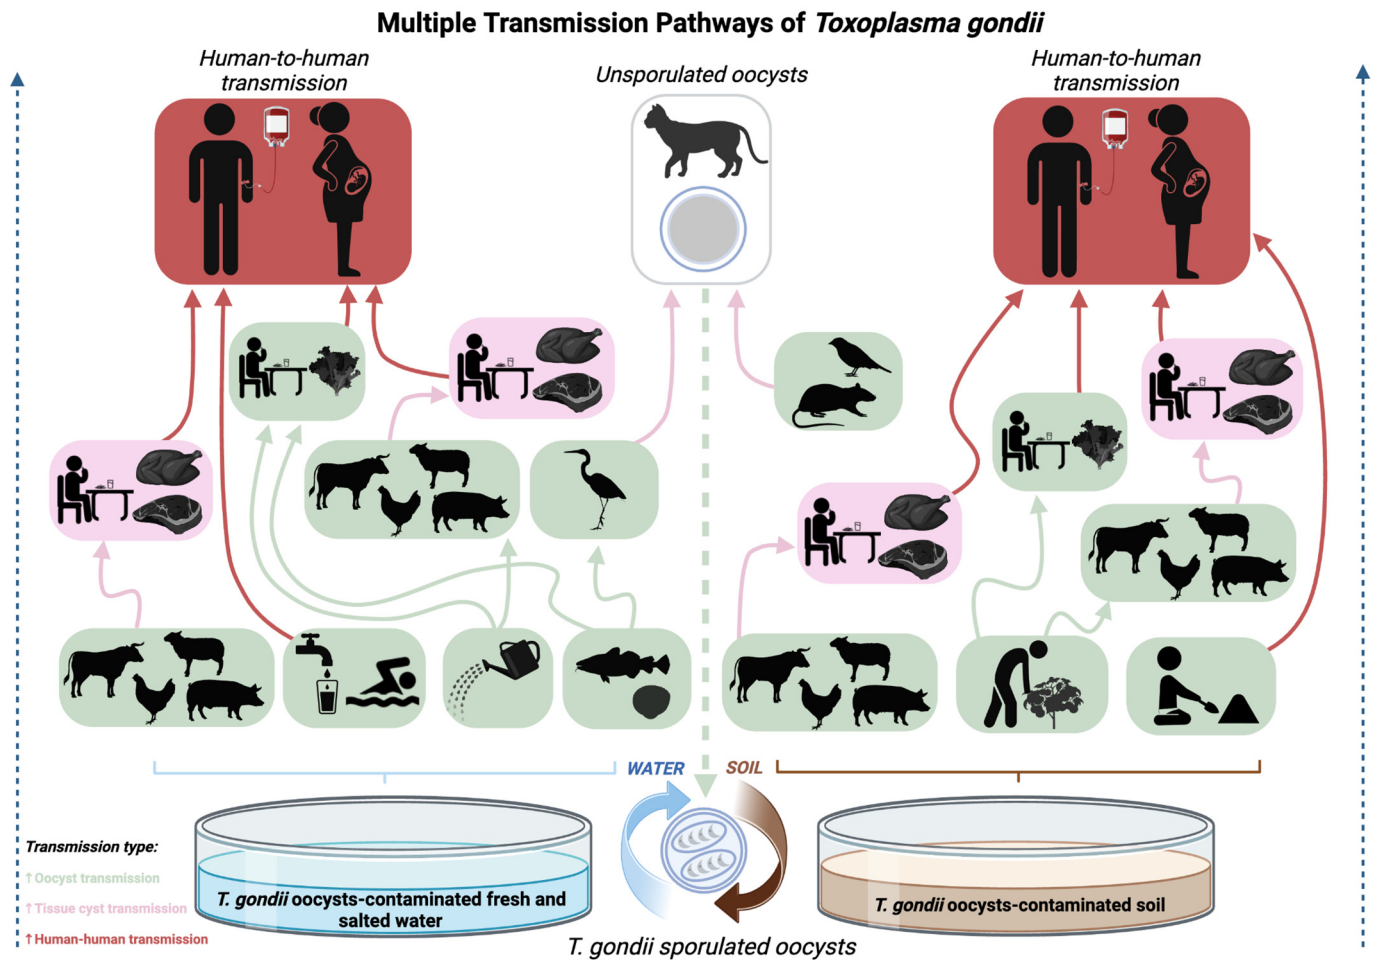 Multiple Transmission Pathways of Toxoplasma gondii
Human-to-human
transmission
Unsporulated oocysts
Human-to-human
transmission
WATER
SOIL
Transmission type:
↑Oocyst transmission
↑Tissue cyst transmission
↑Human-human transmission
T. gondii oocysts-contaminated fresh and
salted water
T. gondii oocysts-contaminated soil
T. gondii sporulated oocysts